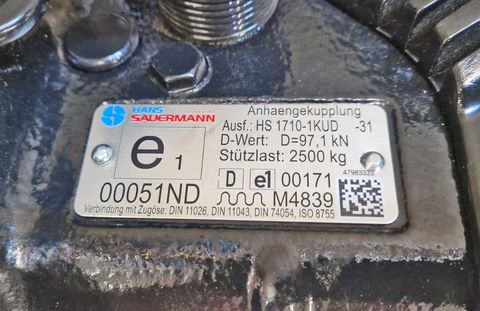 HANS
SAUERMANN
Anhaengekupplung
Ausf.: HS 1710-1KUD -31
D-Wert: D=97,1 kN
Stützlast: 2500 kg
e 1
47983333
00051ND
D e1 00171
M4839
Verbindung mit Zugöse: DIN 11026, DIN 11043, DIN 74054, ISO 8755